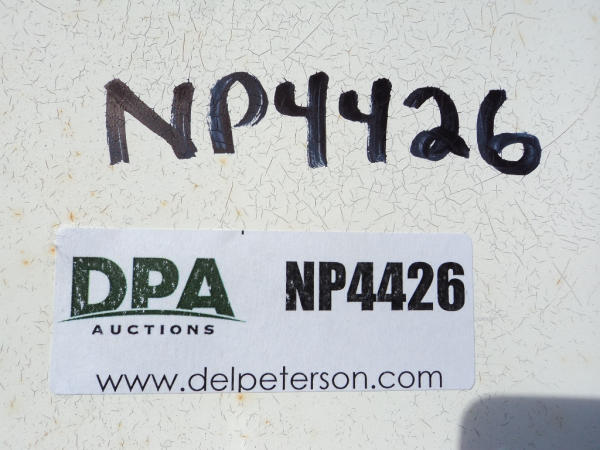 NP4426
DPA
AUCTIONS
NP4426
www.delpeterson.com